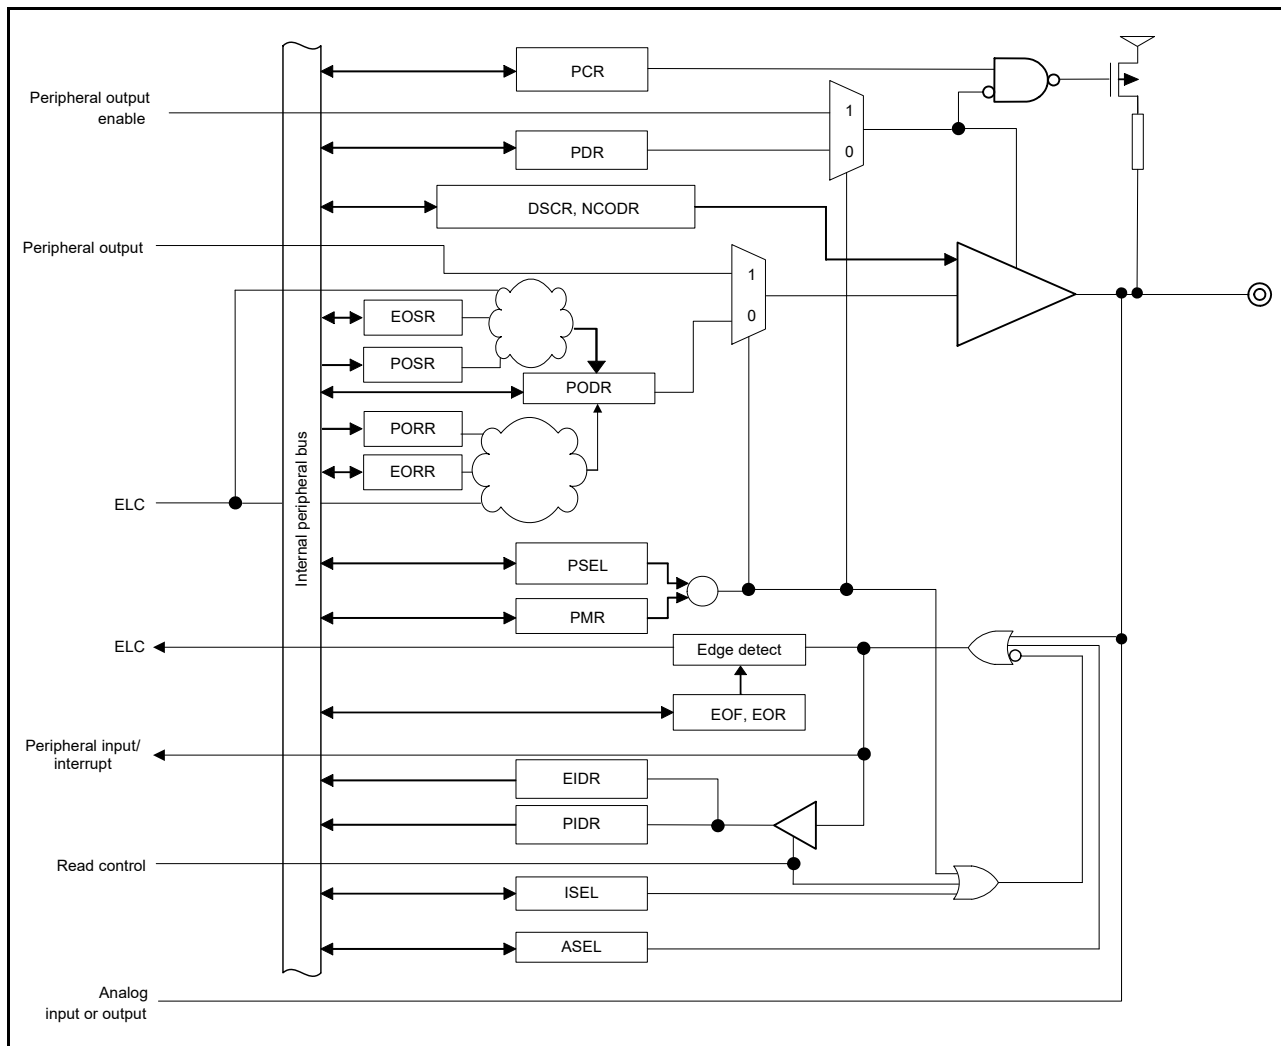 PCR
Peripheral output
enable
1
PDR
0
DSCR, NCODR
Peripheral output
1
EOSR
0
POSR
PODR
PORR
EORR
ELC
Internal peripheral bus
PSEL
PMR
ELC
Edge detect
EOF, EOR
Peripheral input/
interrupt
EIDR
PIDR
Read control
ISEL
ASEL
Analog
input or output